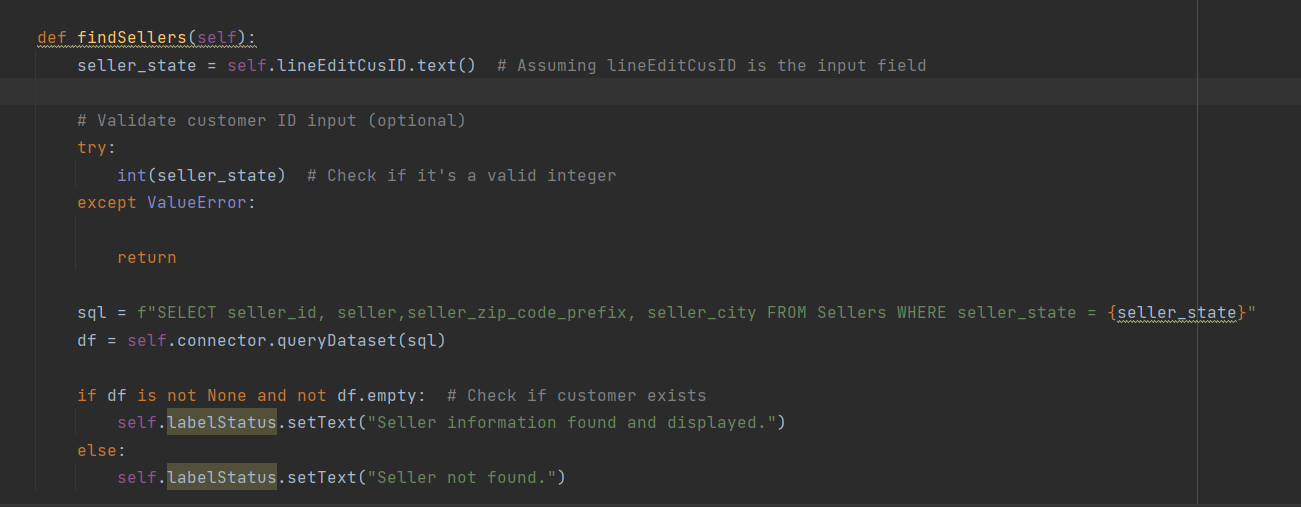 def findSellers(self):
    seller_state = self.lineEditCusID.text()  # Assuming lineEditCusID is the input field

    # Validate customer ID input (optional)
    try:
        int(seller_state)  # Check if it's a valid integer
    except ValueError:

        return

    sql = f"SELECT seller_id, seller,seller_zip_code_prefix, seller_city FROM Sellers WHERE seller_state = {seller_state}"
    df = self.connector.queryDataset(sql)

    if df is not None and not df.empty:  # Check if customer exists
        self.labelStatus.setText("Seller information found and displayed.")
    else:
        self.labelStatus.setText("Seller not found.")